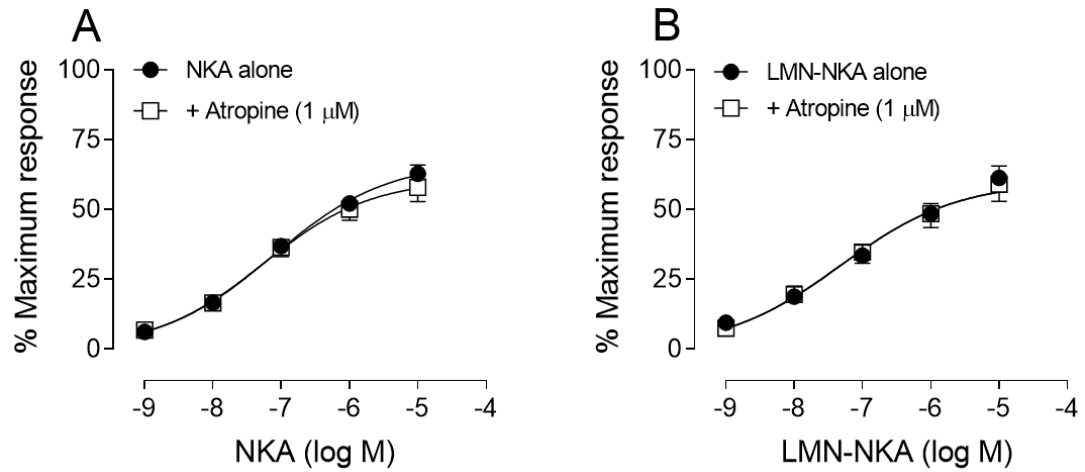 A
NKA alone
+ Atropine (1 μM)
% Maximum response
100
75
50
25
0
-9 -8 -7 -6 -5 -4
NKA (log M)
B
LMN-NKA alone
+ Atropine (1 μM)
% Maximum response
100
75
50
25
0
-9 -8 -7 -6 -5 -4
LMN-NKA (log M)